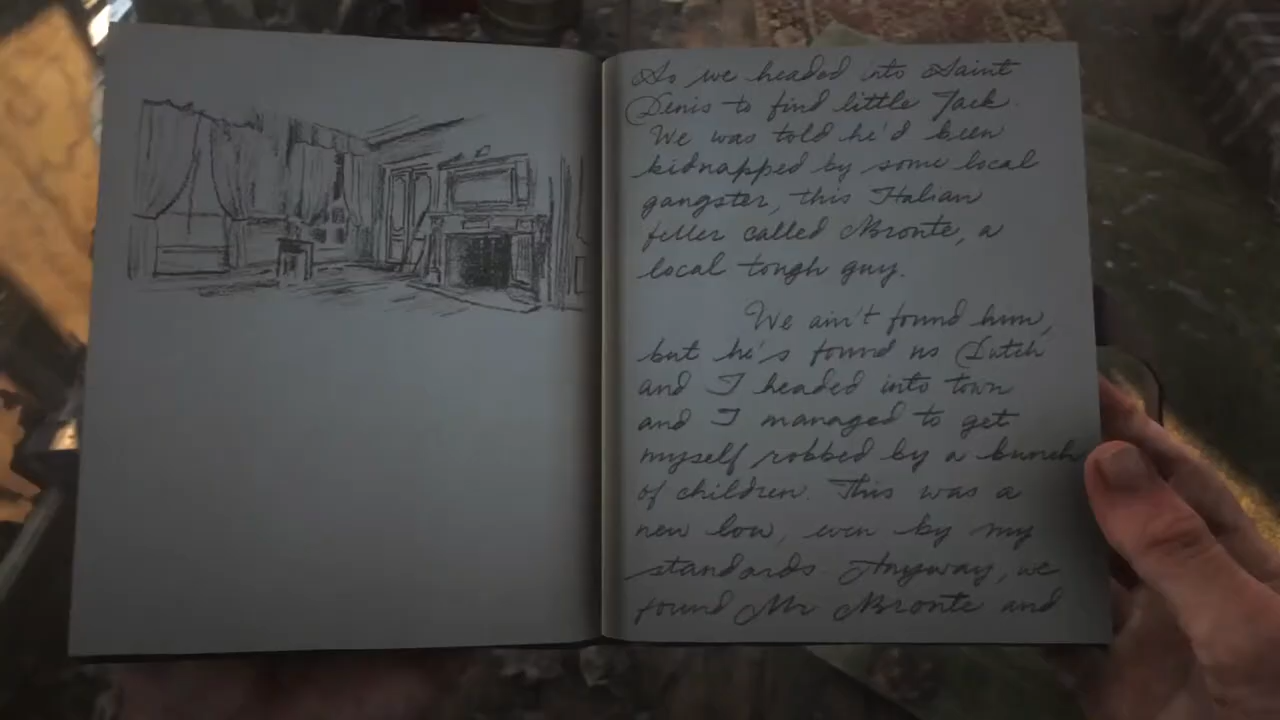 So we headed into Saint
Denis to find little Jack.
We was told he'd been
kidnapped by some local
gangster, this Italian
feller called Bronte, a
local tough guy.
We ain't found him,
but he's found us Dutch
and I headed into town
and I managed to get
myself robbed by a bunch
of children. This was a
new low, even by my
standards. Anyway, we
found Mr Bronte and